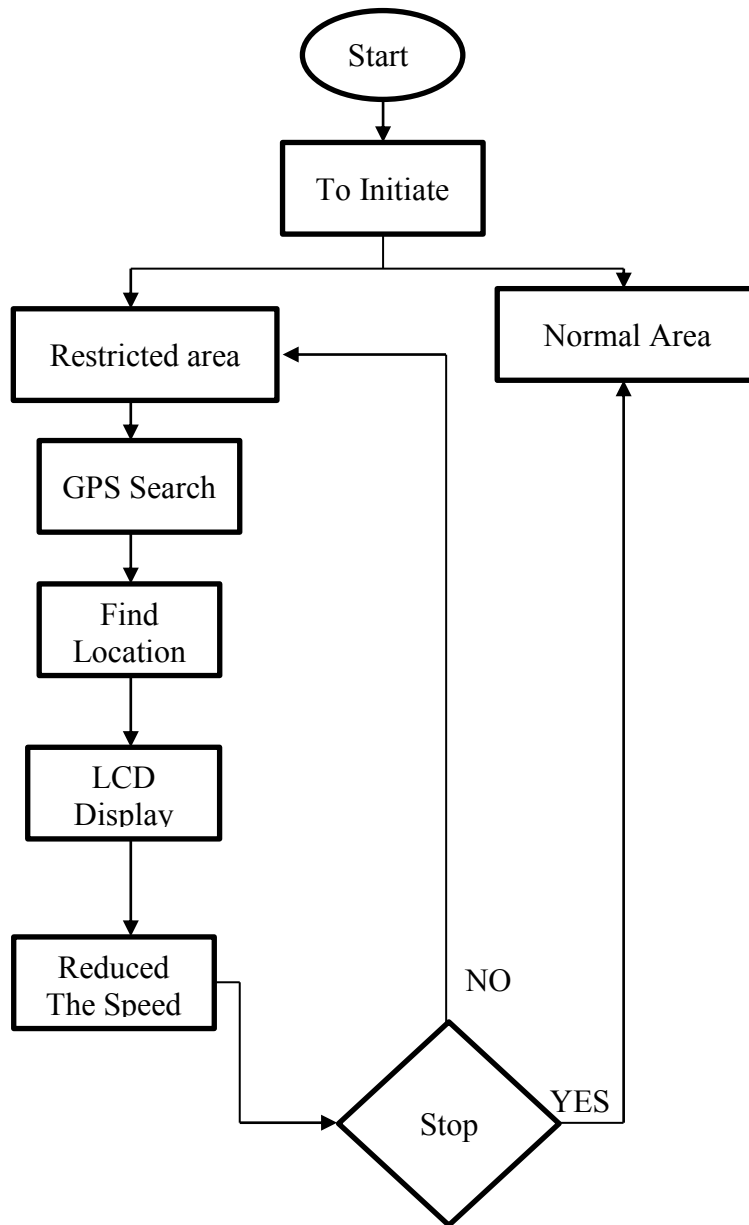 Start
To Initiate
Restricted area
Normal Area
GPS Search
Find
Location
LCD
Display
Reduced
The Speed
NO
YES
Stop